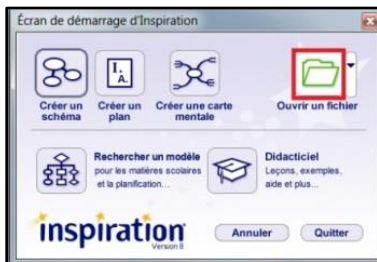 Écran de démarrage d'Inspiration
I.
A.
Créer un schéma
Créer un plan
Créer une carte mentale
Ouvrir un fichier
Rechercher un modèle
pour les matières scolaires
et la planification...
Didacticiel
Leçons, exemples,
aide et plus...
inspiration
Version 8
Annuler
Quitter